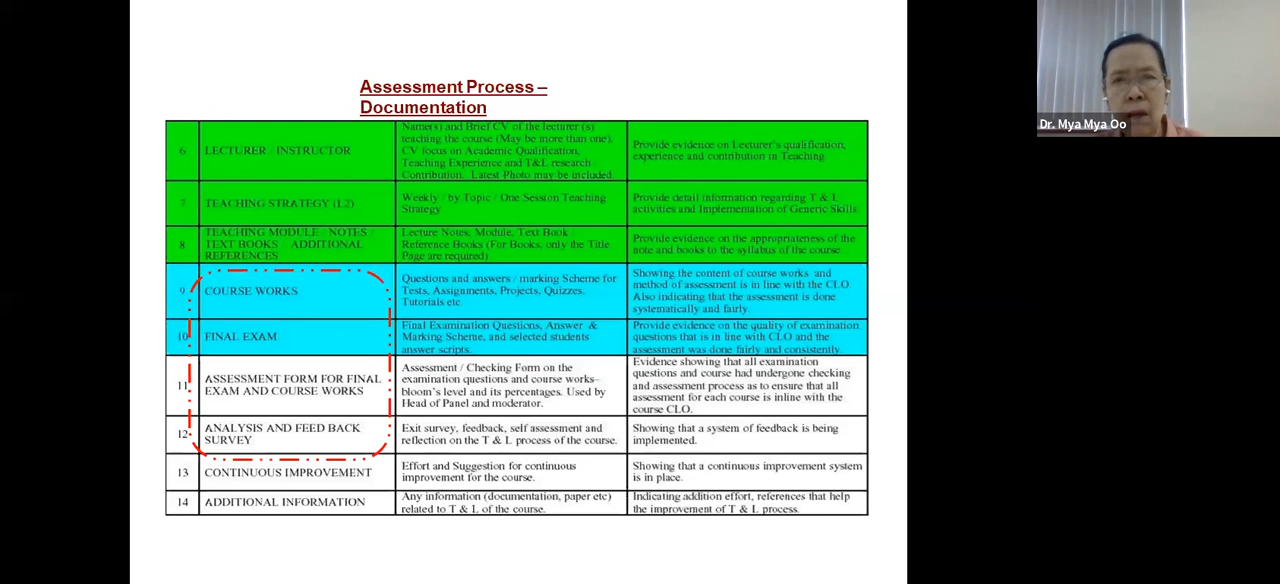 Assessment Process –
Documentation
6
LECTURER / INSTRUCTOR
Name(s) and Brief CV of the lecturer (s)
teaching the course (May be more than one).
CV focus on Academic Qualification,
Teaching Experience and T&L research
Contribution. Latest Photo may be included.
Provide evidence on Lecturer's qualification,
experience and contribution in Teaching
7
TEACHING STRATEGY (L2)
Weekly / by Topic / One Session Teaching
Strategy
Provide detail information regarding T & L
activities and Implementation of Generic Skills
8
TEACHING MODULE / NOTES /
TEXT BOOKS / ADDITIONAL
REFERENCES
Lecture Notes, Module, Text Book /
Reference Books (For Books, only the Title
Page are required)
Provide evidence on the appropriateness of the
note and books to the syllabus of the course
9
COURSE WORKS
Questions and answers / marking Scheme for
Tests, Assignments, Projects, Quizzes,
Tutorials etc.
Showing the content of course works and
method of assessment is in line with the CLO.
Also indicating that the assessment is done
systematically and fairly.
10
FINAL EXAM
Final Examination Questions, Answer &
Marking Scheme, and selected students
answer scripts.
Provide evidence on the quality of examination
questions that is in line with CLO and the
assessment was done fairly and consistently.
11
ASSESSMENT FORM FOR FINAL
EXAM AND COURSE WORKS
Assessment / Checking Form on the
examination questions and course works–
bloom's level and its percentages. Used by
Head of Panel and moderator.
Evidence showing that all examination
questions and course had undergone checking
and assessment process as to ensure that all
assessment for each course is inline with the
course CLO.
12
ANALYSIS AND FEED BACK
SURVEY
Exit survey, feedback, self assessment and
reflection on the T & L process of the course.
Showing that a system of feedback is being
implemented.
13
CONTINUOUS IMPROVEMENT
Effort and Suggestion for continuous
improvement for the course.
Showing that a continuous improvement system
is in place.
14
ADDITIONAL INFORMATION
Any information (documentation, paper etc)
related to T & L of the course.
Indicating addition effort, references that help
the improvement of T & L process.
Dr. Mya Mya Oo